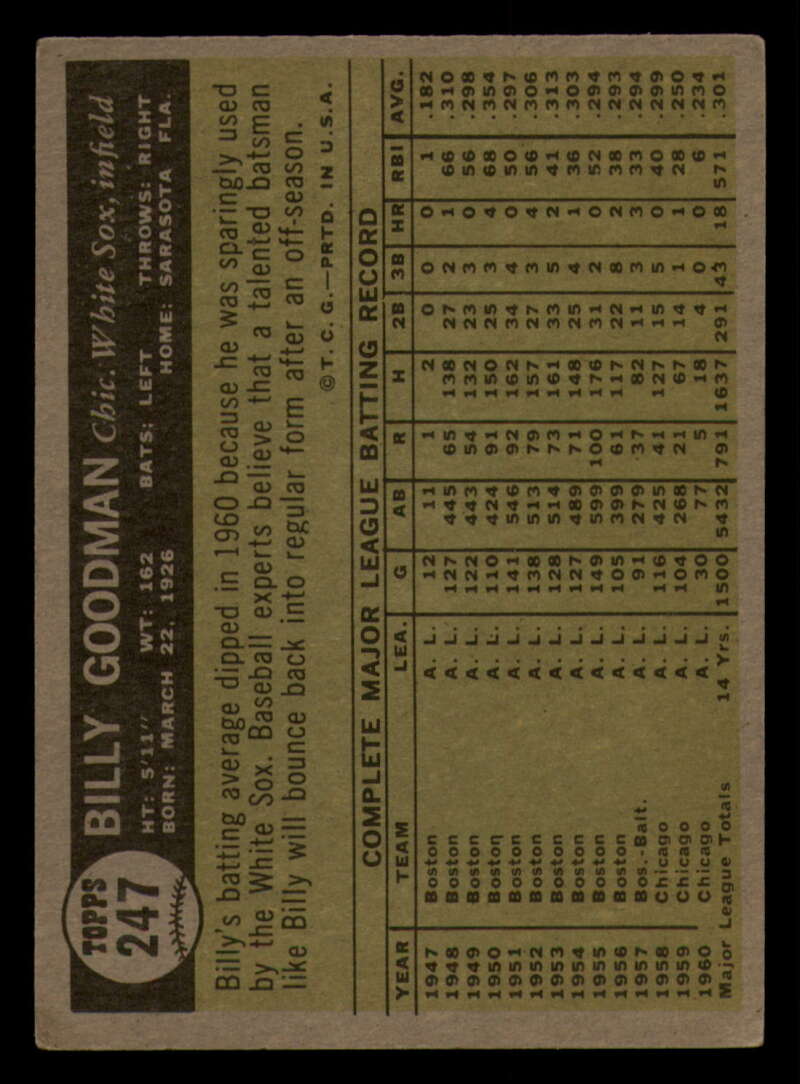 TOPPS
247
BILLY GOODMAN Chic. White Sox, infield
HT: 5'11" WT: 162 BATS: LEFT THROWS: RIGHT
BORN: MARCH 22, 1926 HOME: SARASOTA FLA.
Billy's batting average dipped in 1960 because he was sparingly used
by the White Sox. Baseball experts believe that a talented batsman
like Billy will bounce back into regular form after an off-season.
© T. C. G.—PRTD. IN U.S.A.
COMPLETE MAJOR LEAGUE BATTING RECORD
YEAR TEAM LEA. G AB R H 2B 3B HR RBI AVG.
1947 Boston A. L. 12 11 1 2 0 0 0 1 .182
1948 Boston A. L. 127 445 65 138 27 2 1 66 .310
1949 Boston A. L. 122 443 54 132 23 3 0 56 .298
1950 Boston A. L. 110 424 91 150 25 3 4 68 .354
1951 Boston A. L. 141 546 92 162 34 4 0 50 .297
1952 Boston A. L. 138 513 79 157 27 3 4 56 .306
1953 Boston A. L. 128 514 73 161 33 5 2 41 .313
1954 Boston A. L. 127 489 71 148 25 4 1 36 .303
1955 Boston A. L. 149 599 100 176 31 2 0 52 .294
1956 Boston A. L. 105 399 61 117 22 8 2 38 .293
1957 Bos.-Balt. A. L. 91 279 37 82 11 3 3 33 .294
1958 Chicago A. L. 116 425 41 127 15 5 0 40 .299
1959 Chicago A. L. 104 268 21 67 14 1 1 28 .250
1960 Chicago A. L. 30 77 5 18 4 0 0 6 .234
Major League Totals 14 Yrs. 1500 5432 791 1637 291 43 18 571 .301